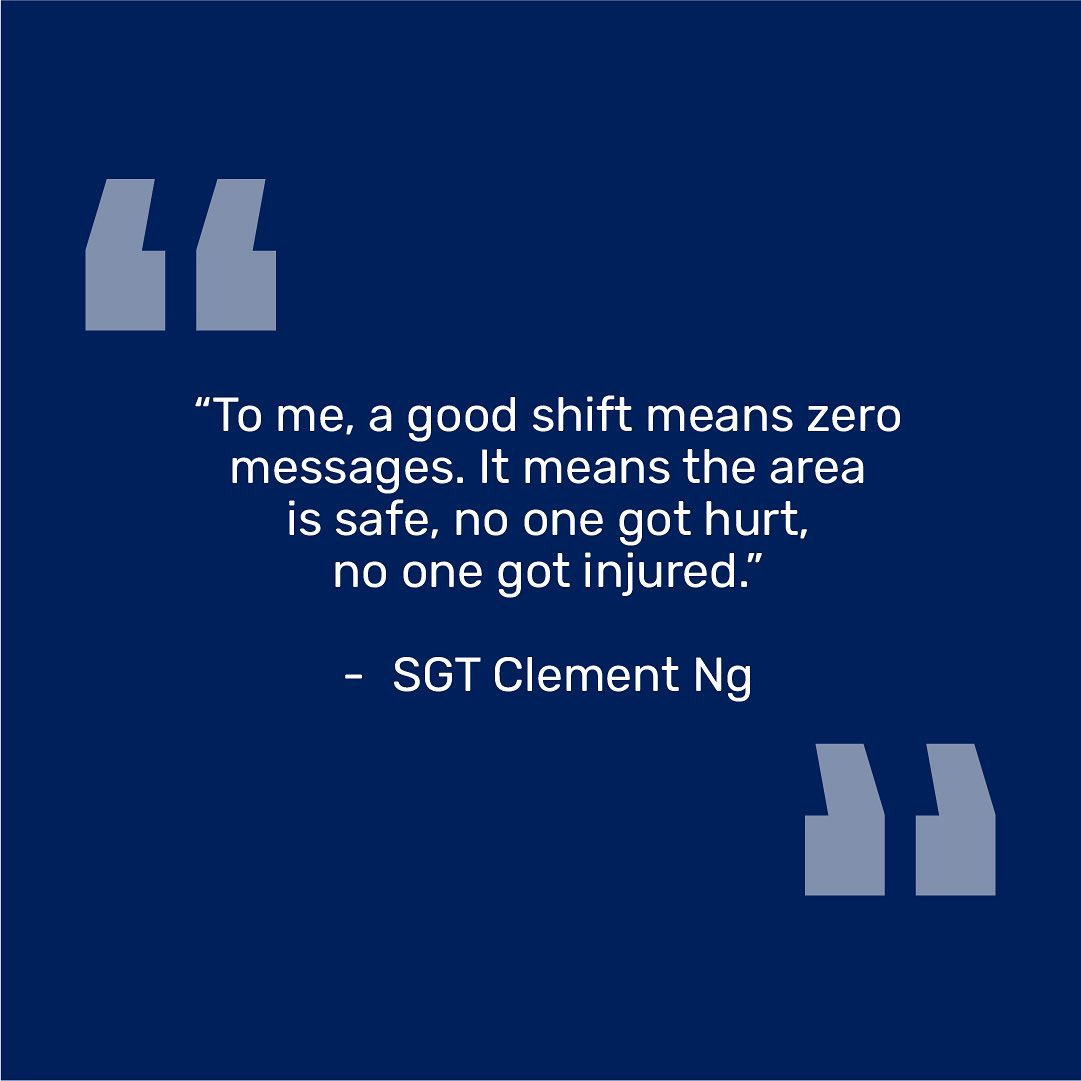 “To me, a good shift means zero
messages. It means the area
is safe, no one got hurt,
no one got injured.”
- SGT Clement Ng